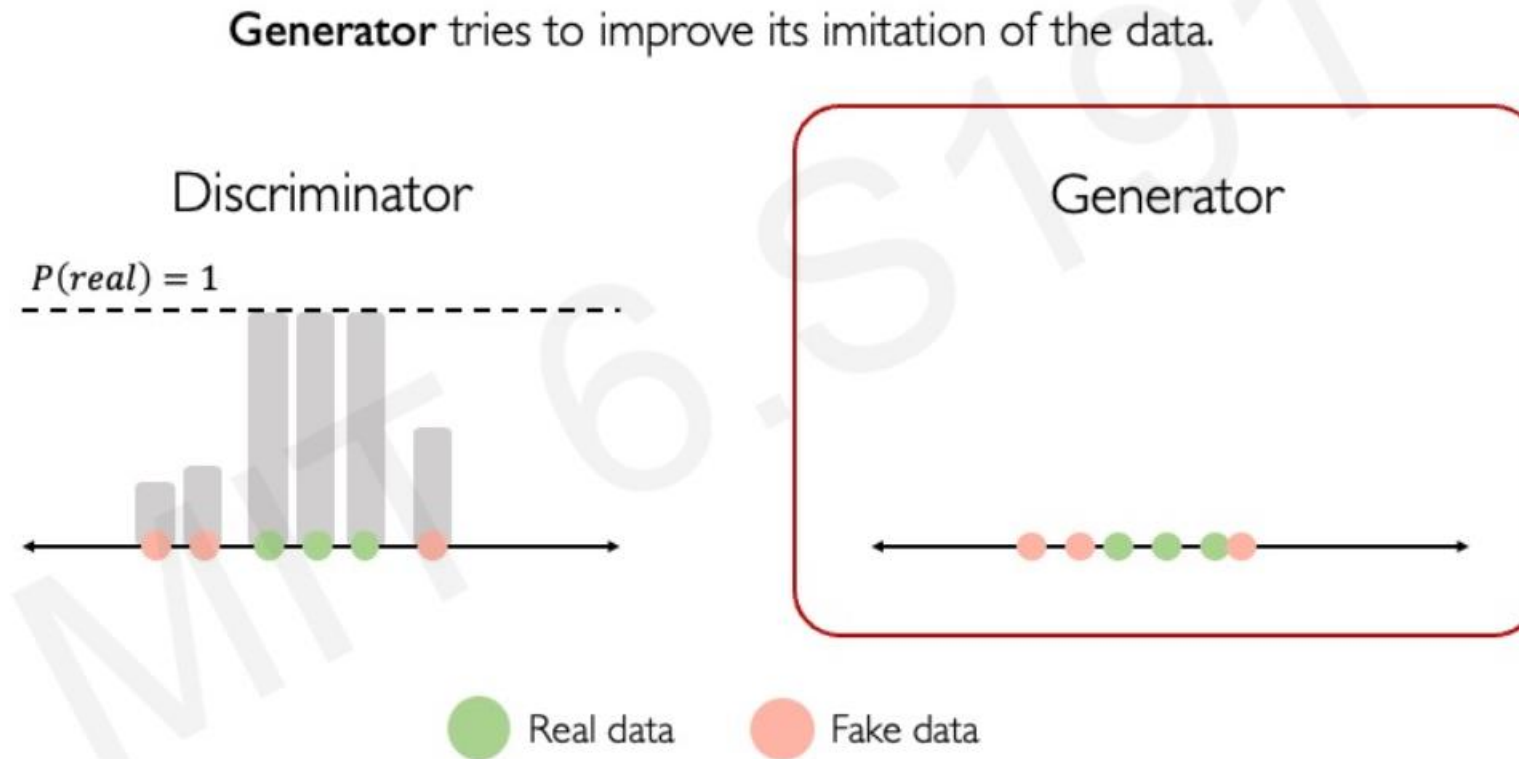 Generator tries to improve its imitation of the data.
Discriminator
Generator
P(real) = 1
Real data
Fake data
MIT 6.S191